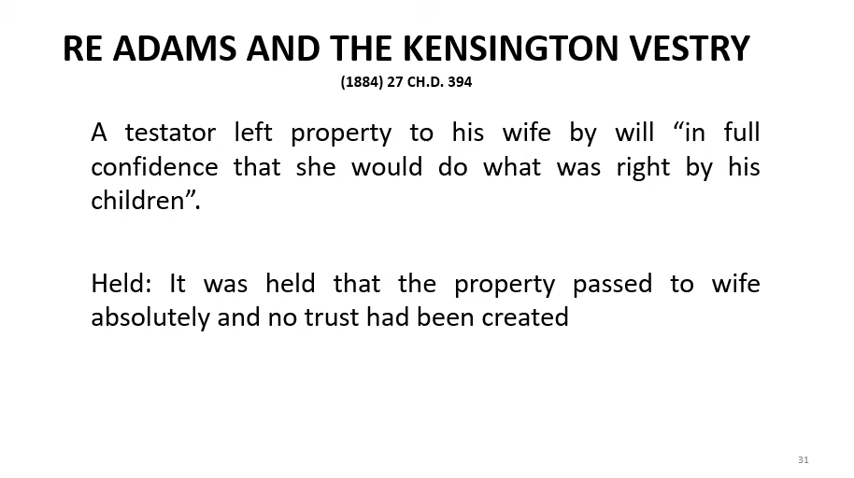 RE ADAMS AND THE KENSINGTON VESTRY
(1884) 27 CH.D. 394
A testator left property to his wife by will “in full
confidence that she would do what was right by his
children”.
Held: It was held that the property passed to wife
absolutely and no trust had been created
31